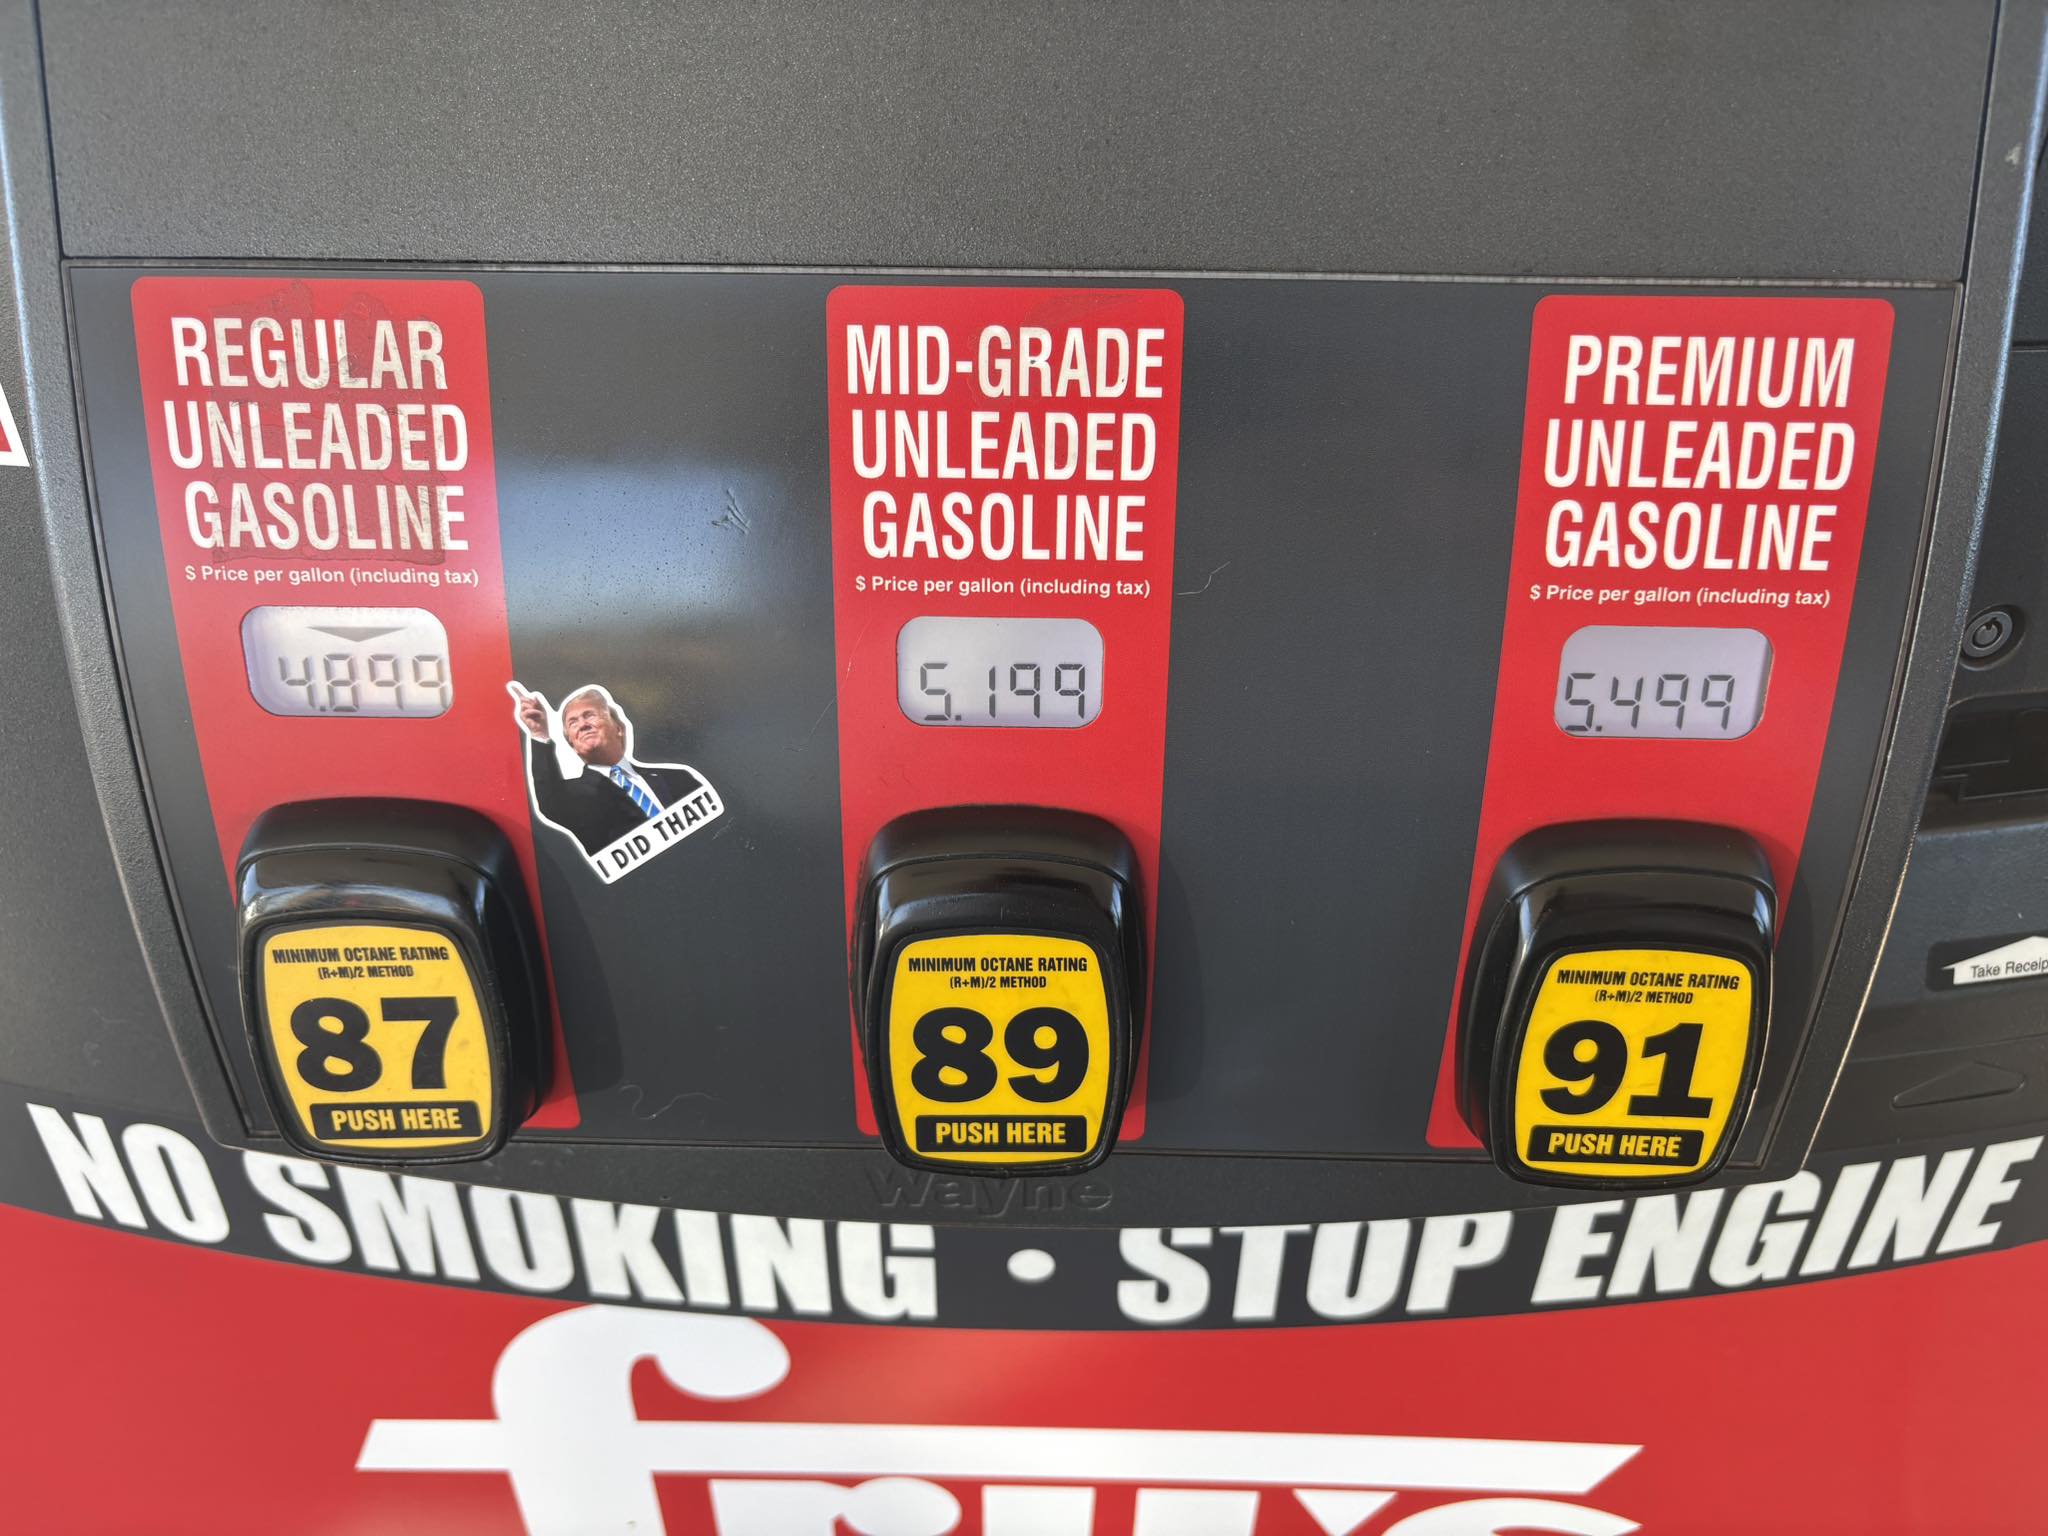 REGULAR
UNLEADED
GASOLINE
$ Price per gallon (including tax)
4.899
MID-GRADE
UNLEADED
GASOLINE
$ Price per gallon (including tax)
5.199
PREMIUM
UNLEADED
GASOLINE
$ Price per gallon (including tax)
5.499
I DID THAT!
MINIMUM OCTANE RATING
(R+M)/2 METHOD
87
PUSH HERE
MINIMUM OCTANE RATING
(R+M)/2 METHOD
89
PUSH HERE
MINIMUM OCTANE RATING
(R+M)/2 METHOD
91
PUSH HERE
Take Receip
wayne
NO SMOKING • STOP ENGINE
fry's